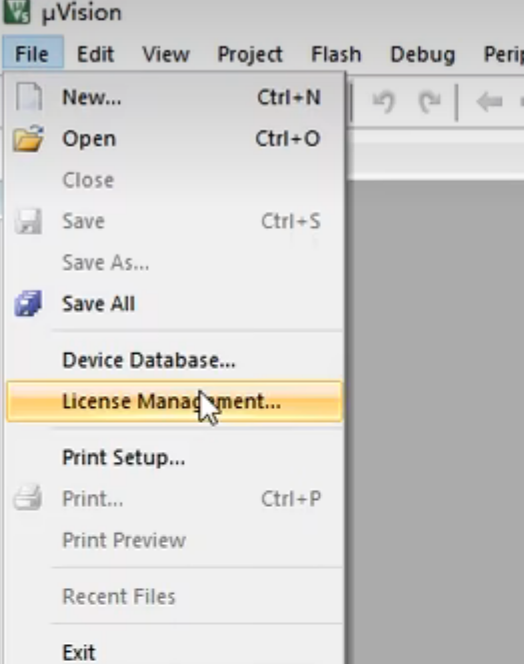 µVision
File Edit View Project Flash Debug
New... Ctrl+N
Open Ctrl+O
Close
Save Ctrl+S
Save As...
Save All
Device Database...
License Management...
Print Setup...
Print... Ctrl+P
Print Preview
Recent Files
Exit